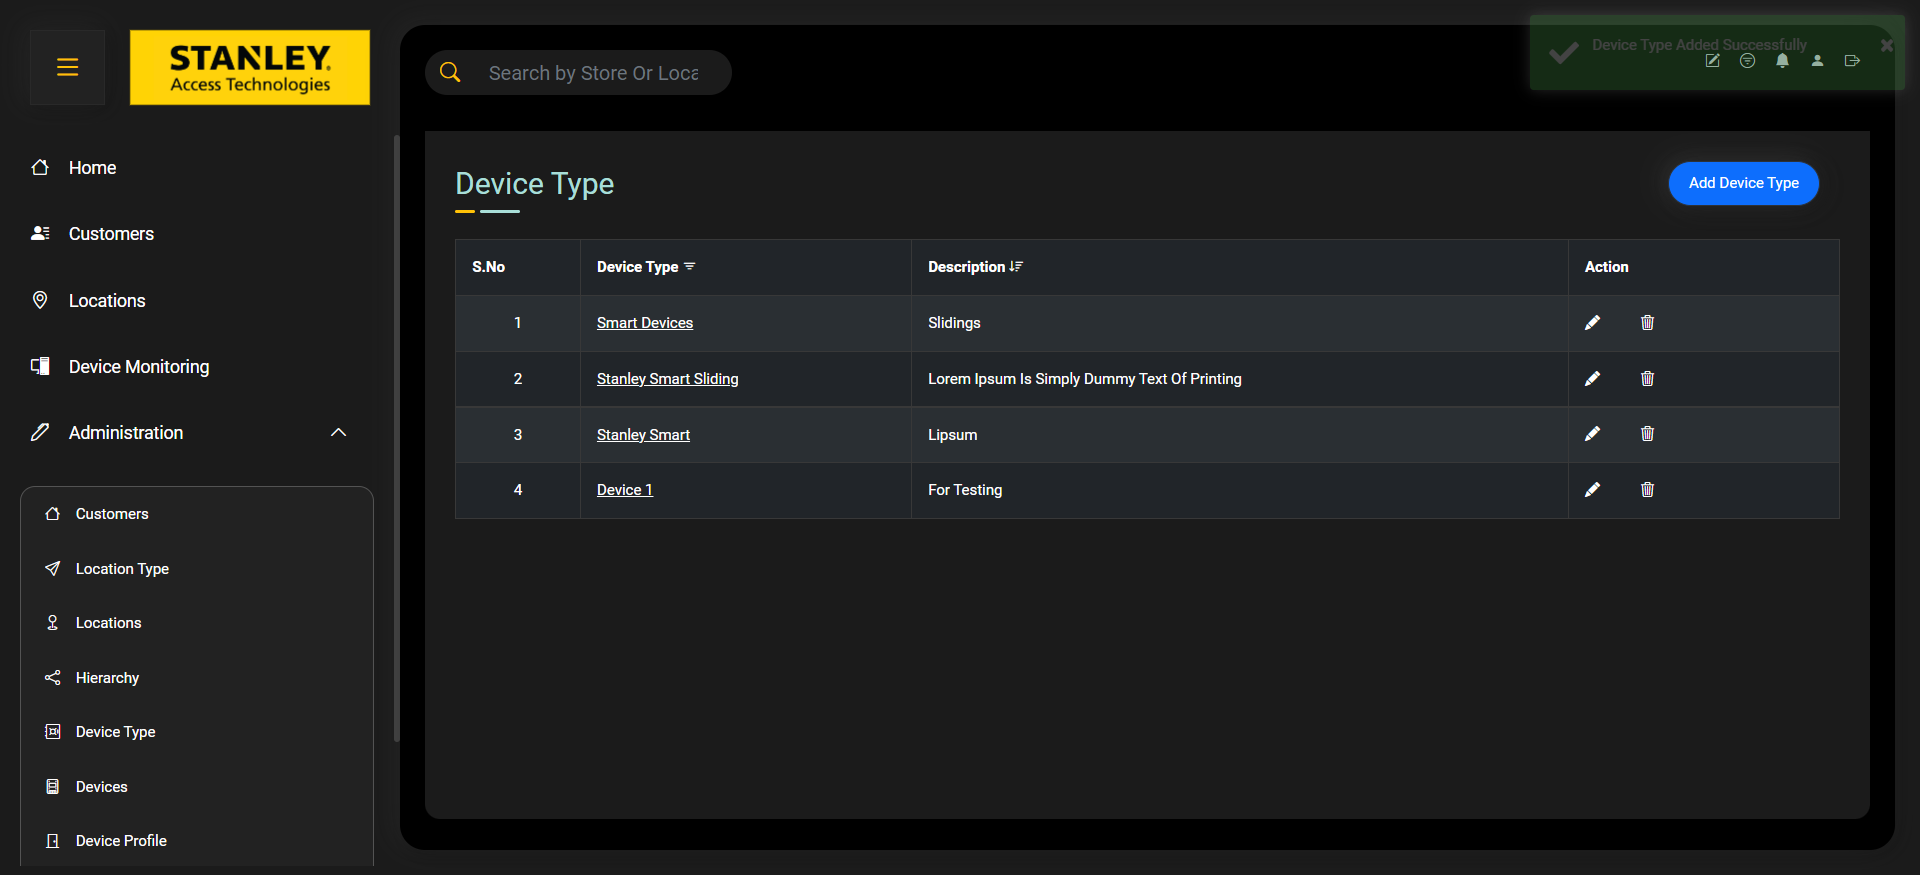 STANLEY.
Access Technologies
Search by Store Or Loca
Device Type Added Successfully
Home
Customers
Locations
Device Monitoring
Administration
Customers
Location Type
Locations
Hierarchy
Device Type
Devices
Device Profile
Device Type
Add Device Type
S.No Device Type Description Action
1 Smart Devices Slidings
2 Stanley Smart Sliding Lorem Ipsum Is Simply Dummy Text Of Printing
3 Stanley Smart Lipsum
4 Device 1 For Testing